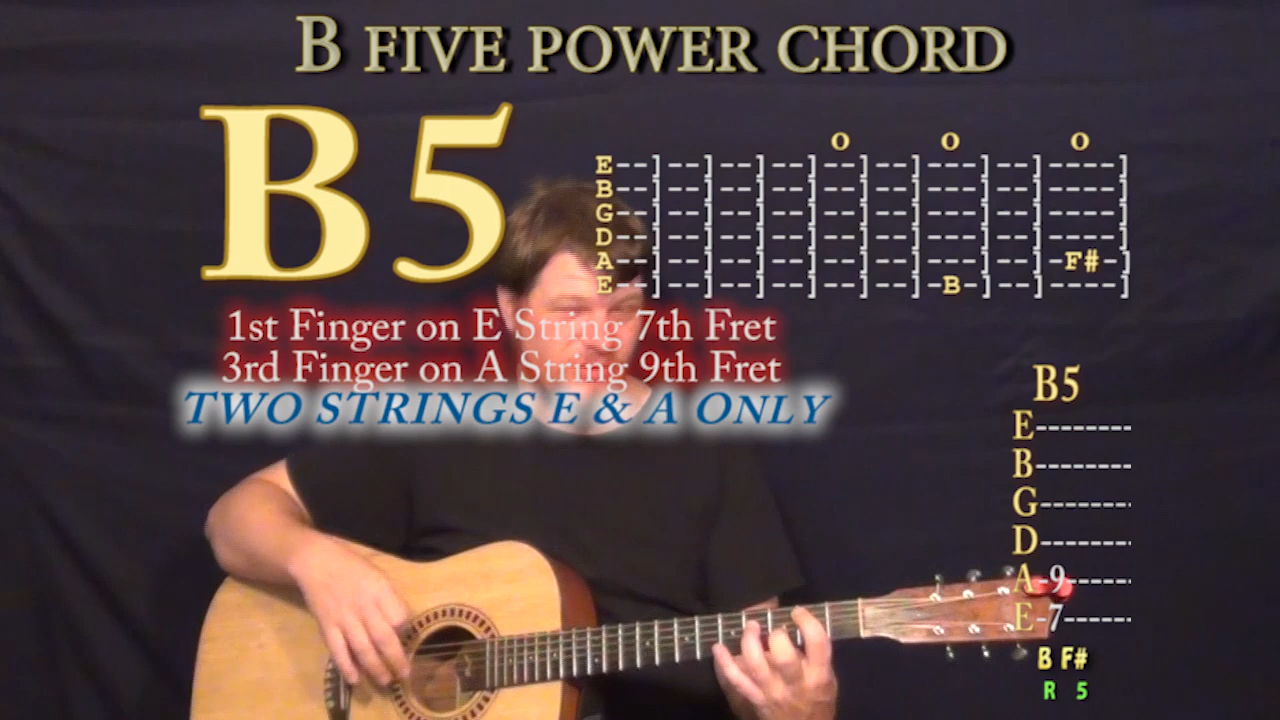 B FIVE POWER CHORD
B5
O O O
E--]--]--]--]--]--]---]--]----]
B--]--]--]--]--]--]---]--]----]
G--]--]--]--]--]--]---]--]----]
D--]--]--]--]--]--]---]--]----]
A--]--]--]--]--]--]---]--]-F#-]
E--]--]--]--]--]--]-B-]--]----]
1st Finger on E String 7th Fret
3rd Finger on A String 9th Fret
TWO STRINGS E & A ONLY
B5
E--------
B--------
G--------
D--------
A-9------
E-7------
B F#
R 5